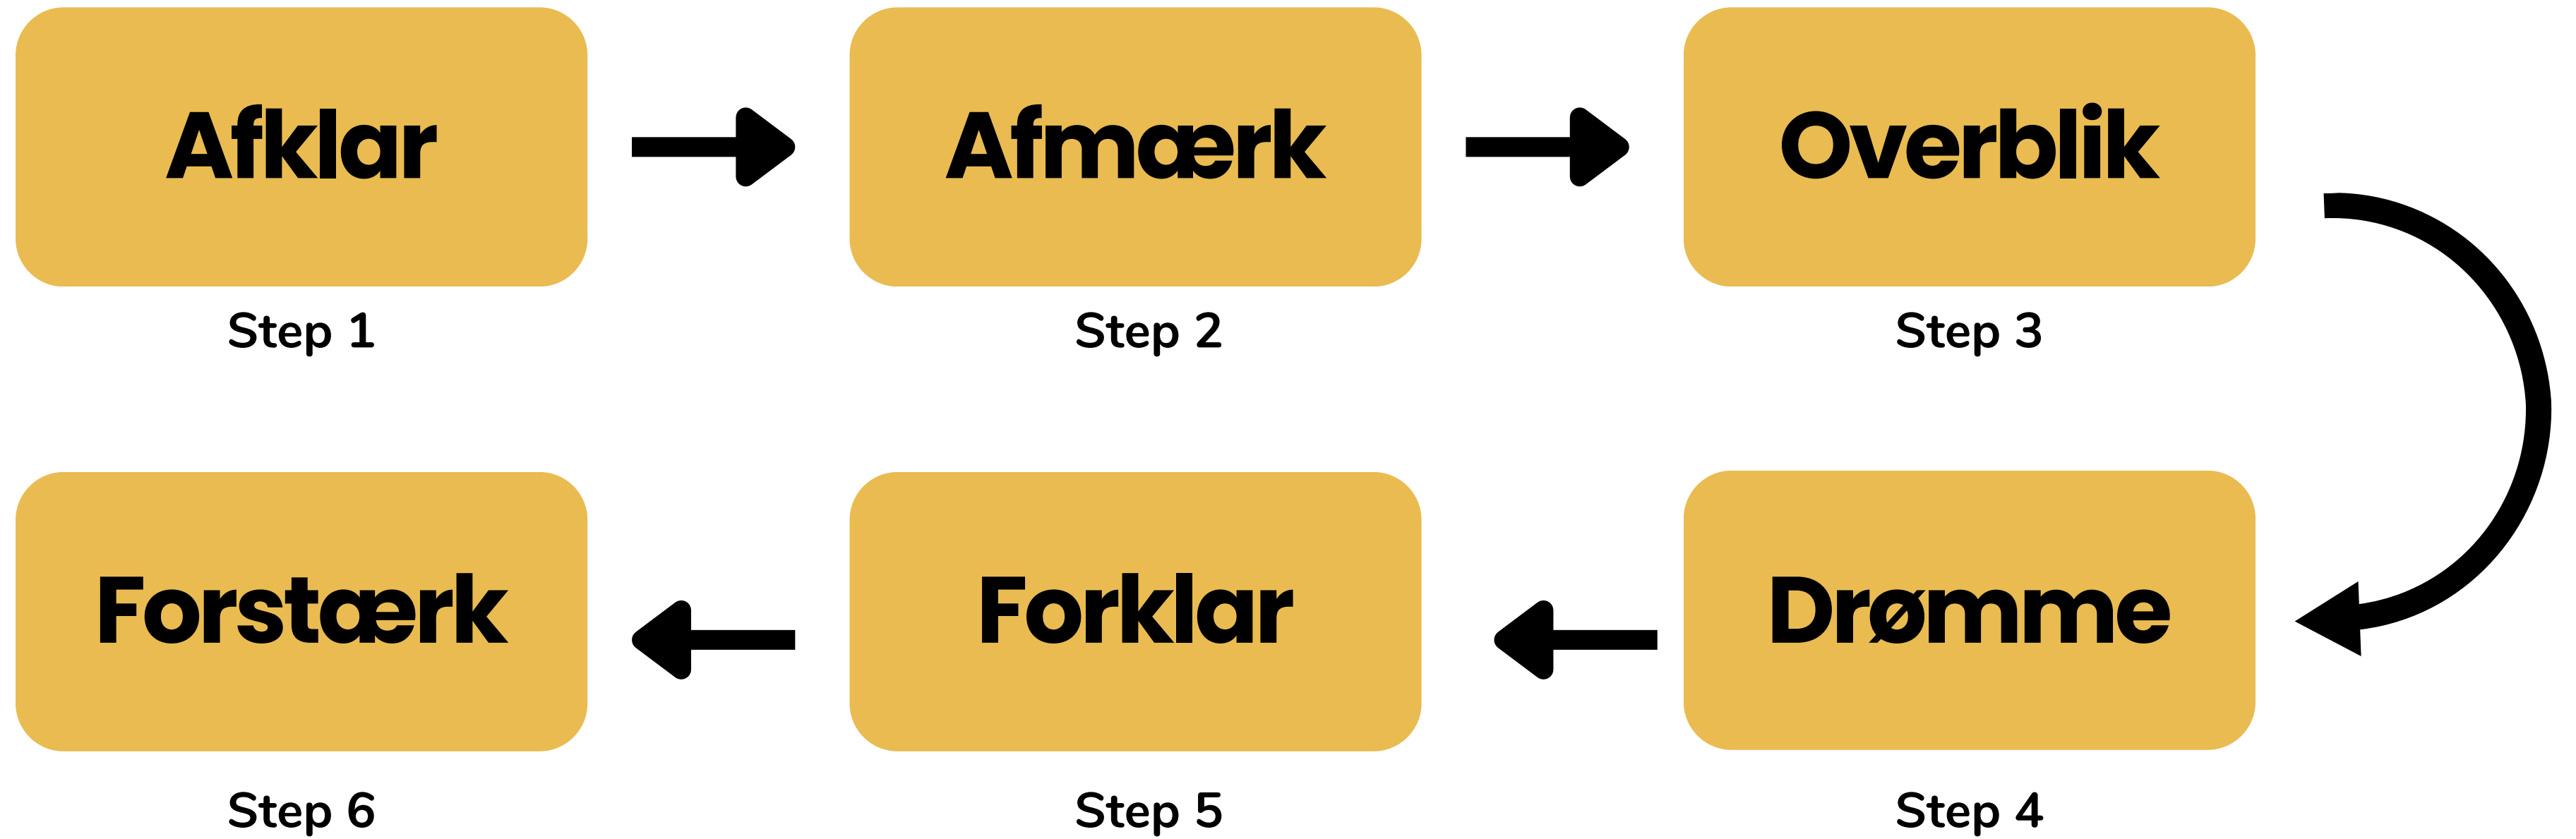 Afklar
Step 1
Afmærk
Step 2
Overblik
Step 3
Drømme
Step 4
Forklar
Step 5
Forstærk
Step 6